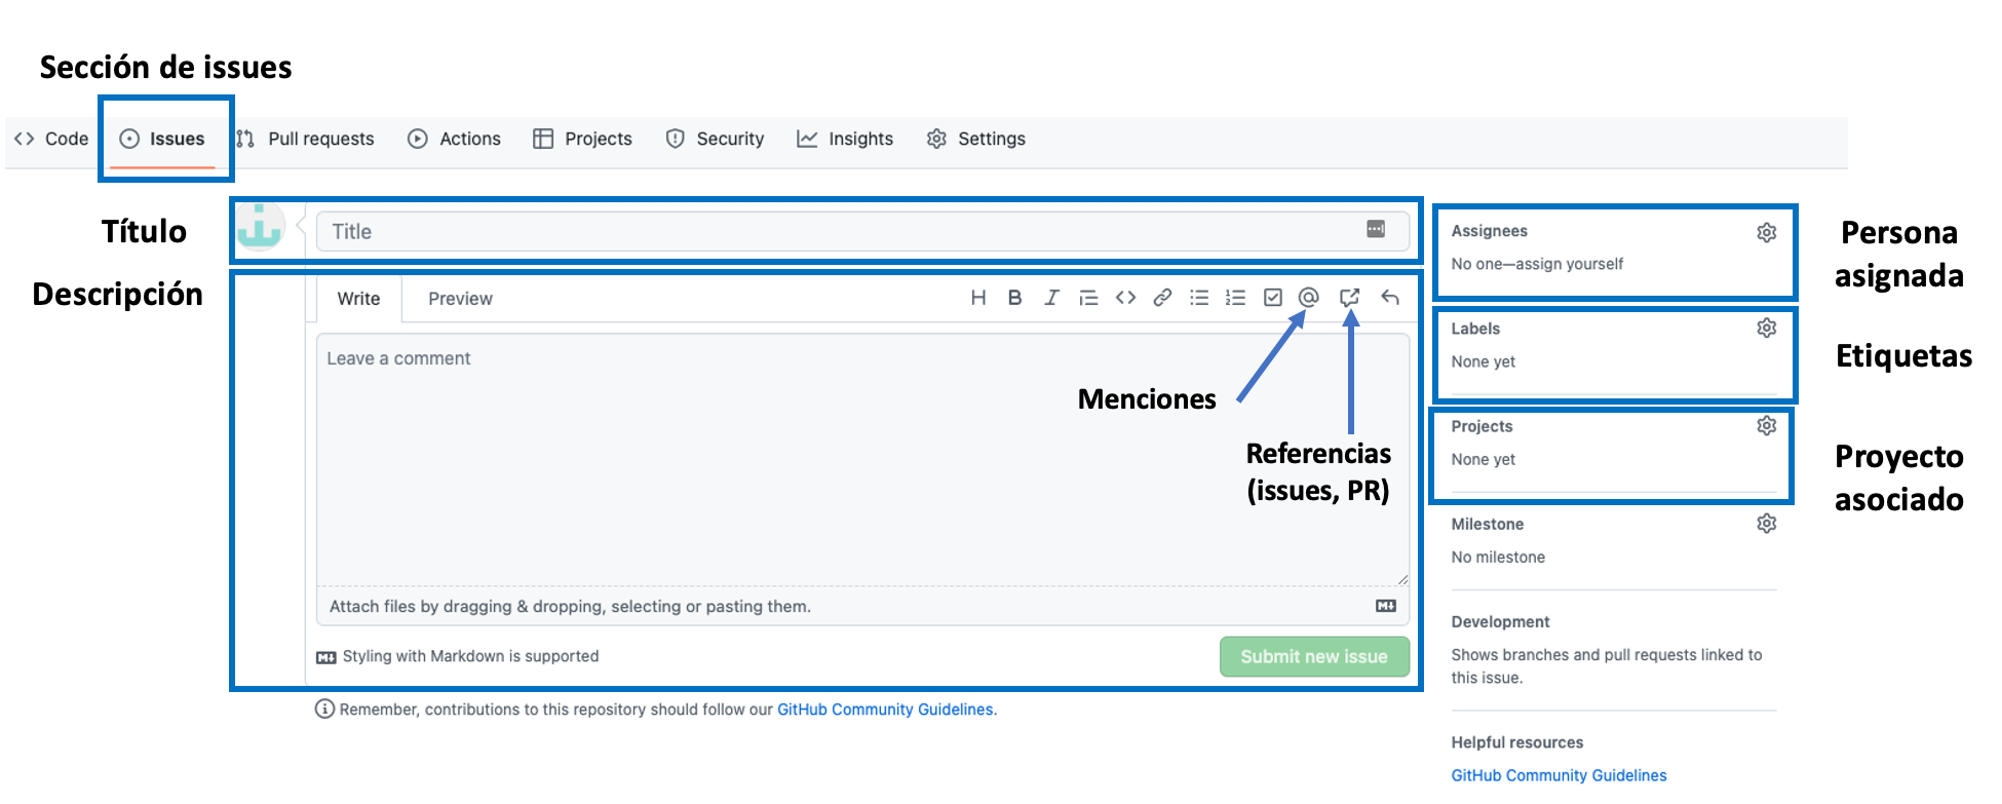 Sección de issues
Code Issues Pull requests Actions Projects Security Insights Settings
Título
Title
Descripción
Write Preview
H B I @
Leave a comment
Menciones
Referencias
(issues, PR)
Attach files by dragging & dropping, selecting or pasting them.
Styling with Markdown is supported
Submit new issue
Remember, contributions to this repository should follow our GitHub Community Guidelines.
Assignees
No one—assign yourself
Persona
asignada
Labels
None yet
Etiquetas
Projects
None yet
Proyecto
asociado
Milestone
No milestone
Development
Shows branches and pull requests linked to
this issue.
Helpful resources
GitHub Community Guidelines